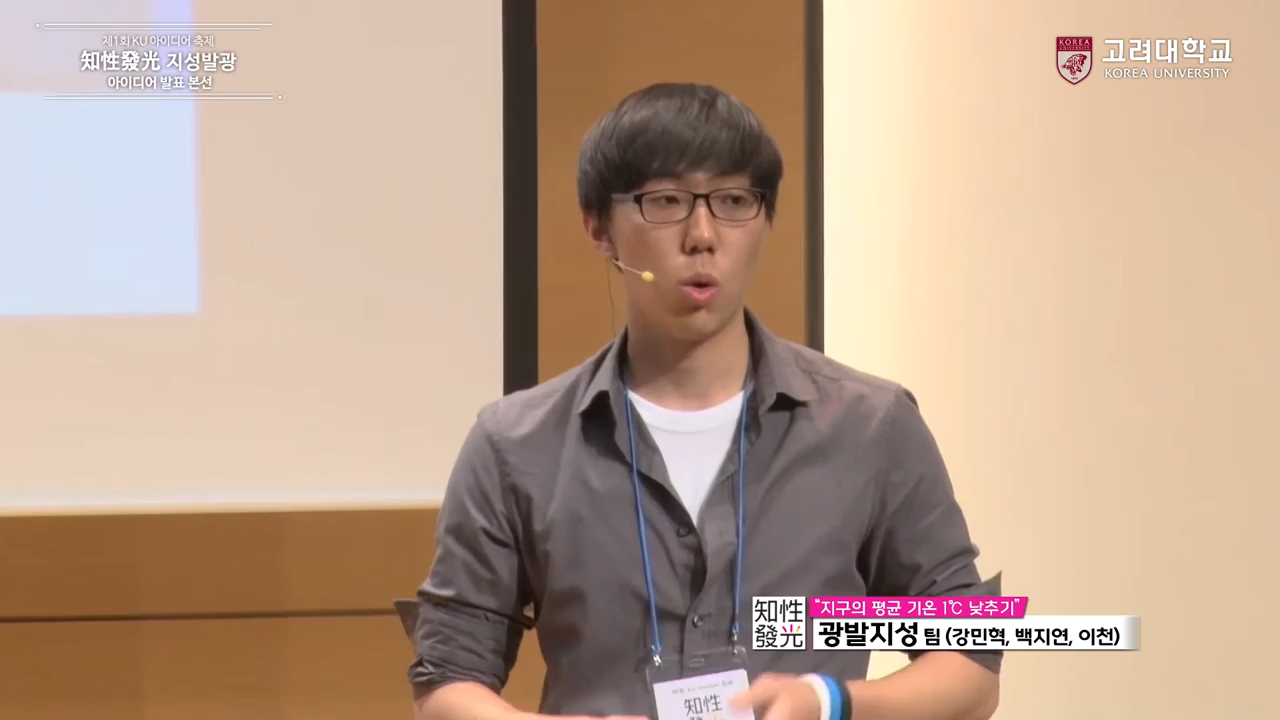 제1회 KU 아이디어 축제
知性發光 지성발광
아이디어 발표 본선
KOREA
고려대학교
KOREA UNIVERSITY
知性
發光
“지구의 평균 기온 1℃ 낮추기”
광발지성 팀 (강민혁, 백지연, 이천)
知性